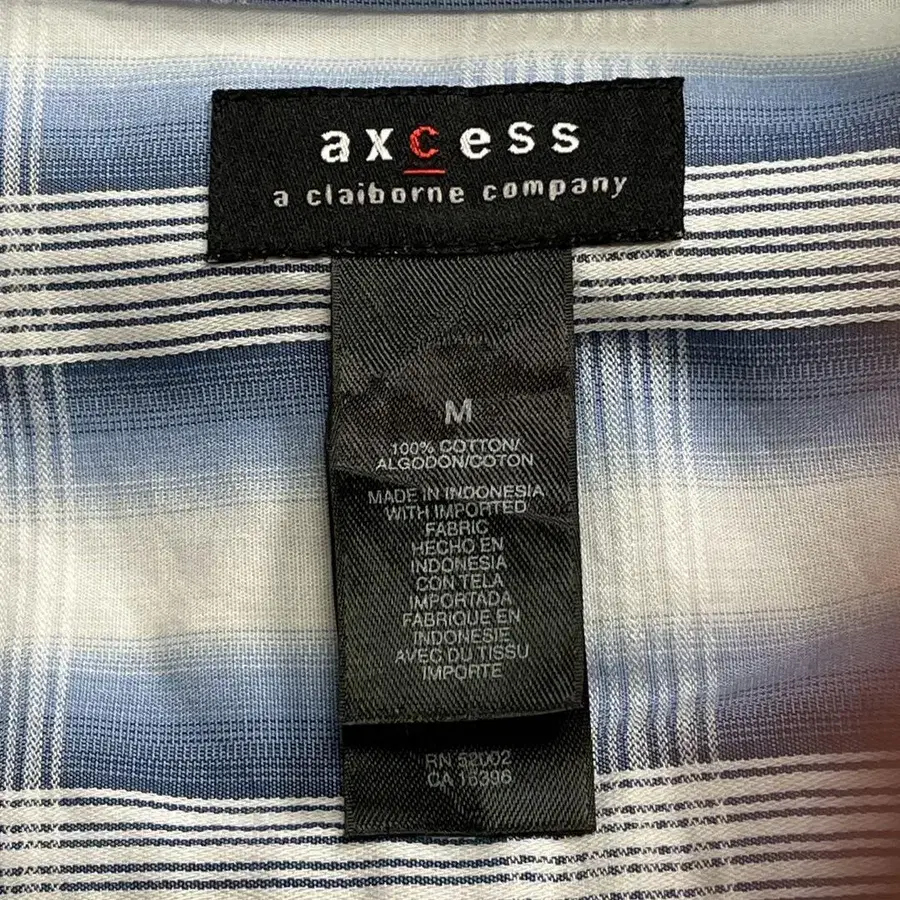 axcess
a claiborne company
M
100% COTTON/
ALGODON/COTON
MADE IN INDONESIA
WITH IMPORTED
FABRIC
HECHO EN
INDONESIA
CON TELA
IMPORTADA
FABRIQUE EN
INDONESIE
AVEC DU TISSU
IMPORTE
RN 52002
CA 15396